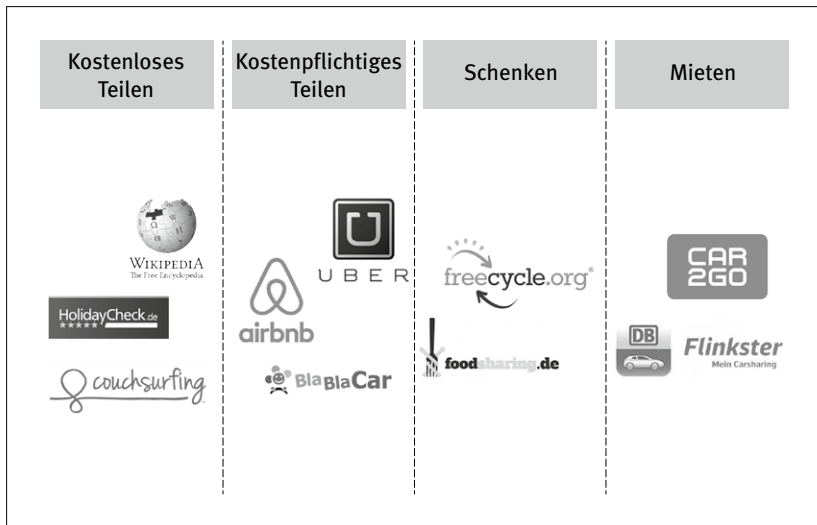 Kostenloses
Teilen
Kostenpflichtiges
Teilen
Schenken
Mieten
WIKIPEDIA
The Free Encyclopedia
HolidayCheck.de
couchsurfing
UBER
airbnb
BlaBlaCar
freecycle.org®
foodsharing.de
CAR
2GO
DB
Flinkster
Mein Carsharing